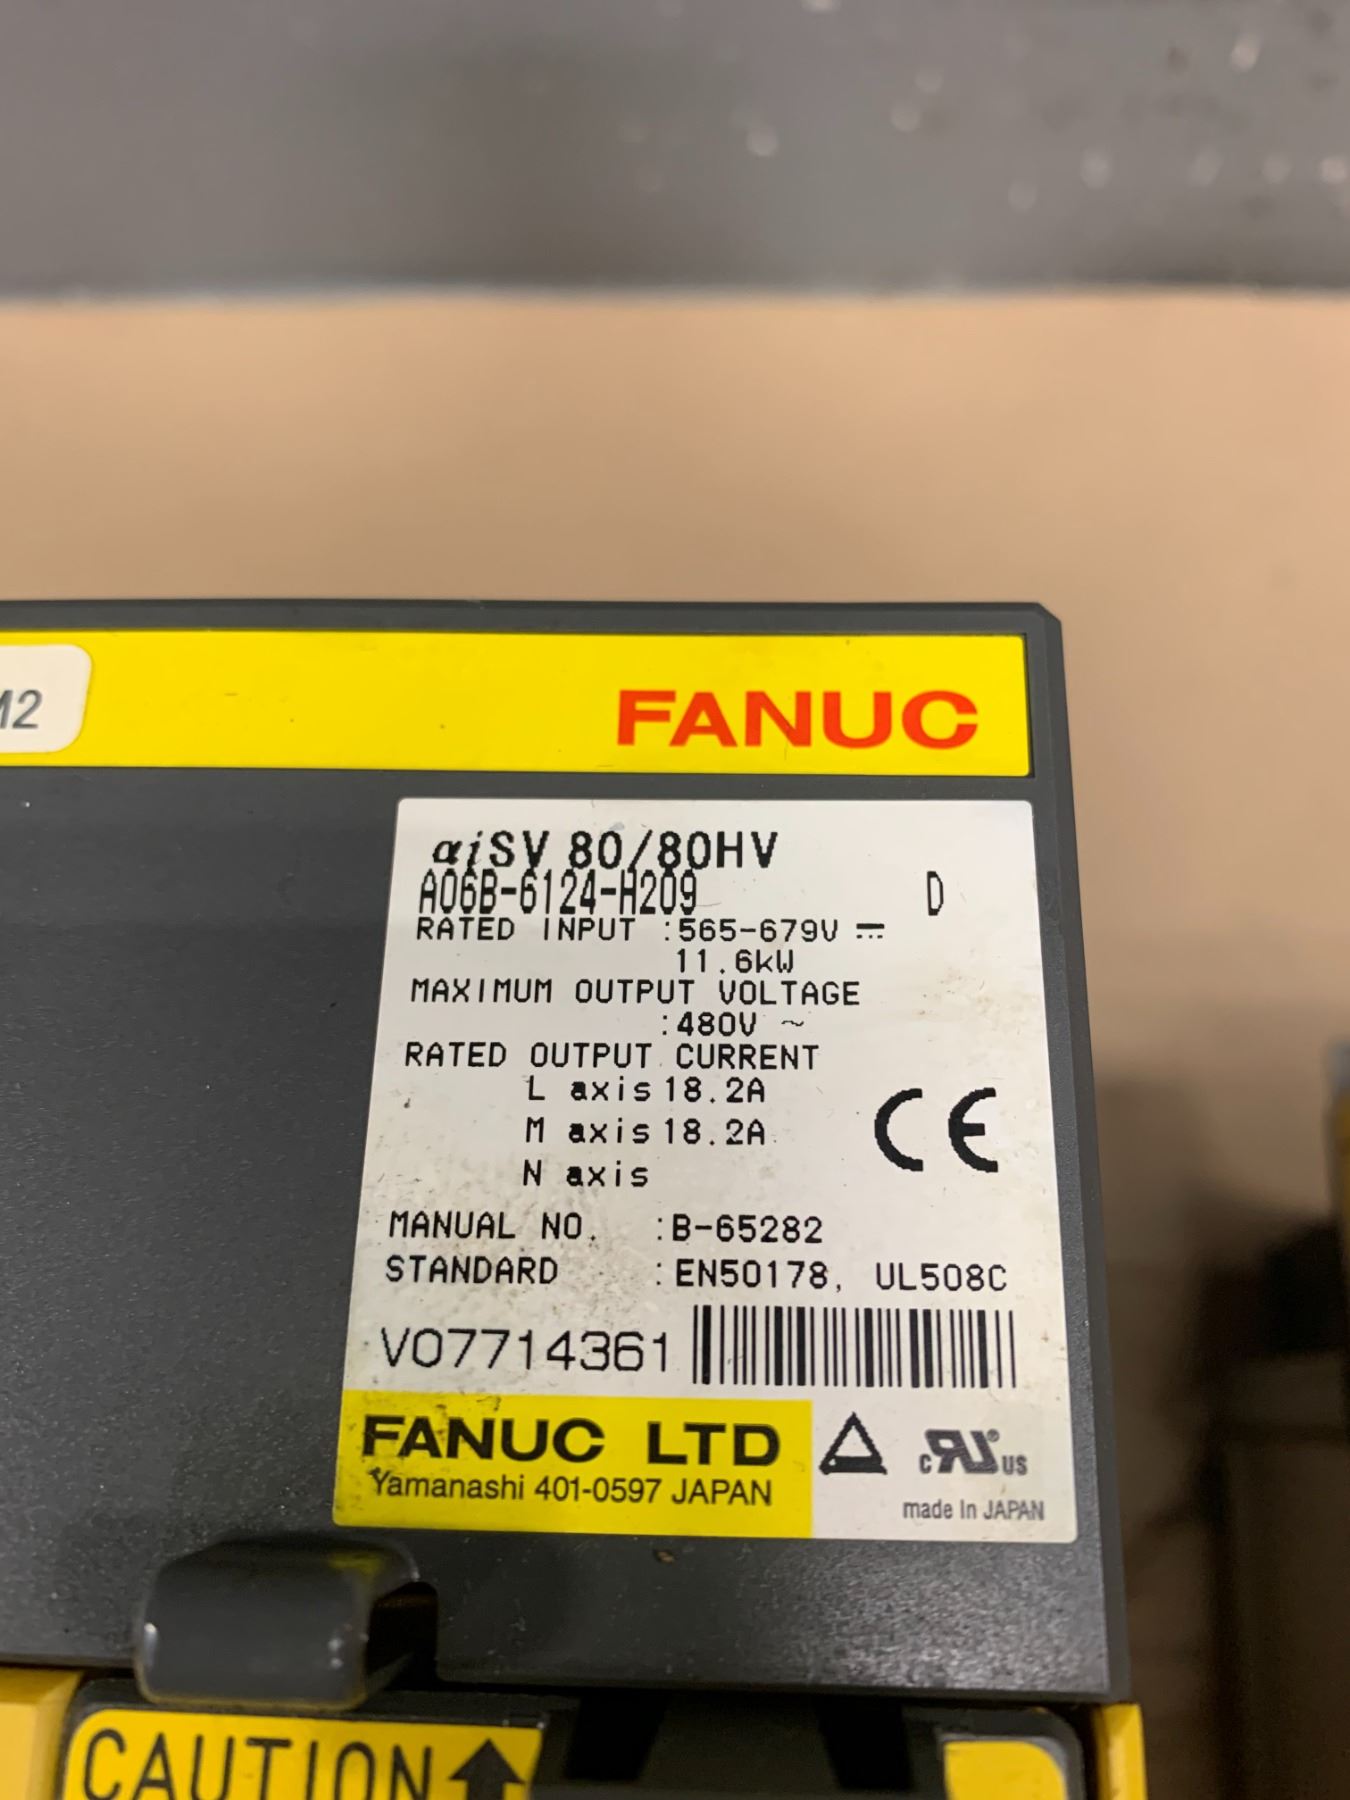 M2
FANUC
αiSV 80/80HV
A06B-6124-H209 D
RATED INPUT :565-679V ⎓
11.6kW
MAXIMUM OUTPUT VOLTAGE
:480V ~
RATED OUTPUT CURRENT
L axis 18.2A
M axis 18.2A
N axis
CE
MANUAL NO. :B-65282
STANDARD :EN50178, UL508C
V07714361
FANUC LTD
Yamanashi 401-0597 JAPAN
c RU ® US
made In JAPAN
CAUTION